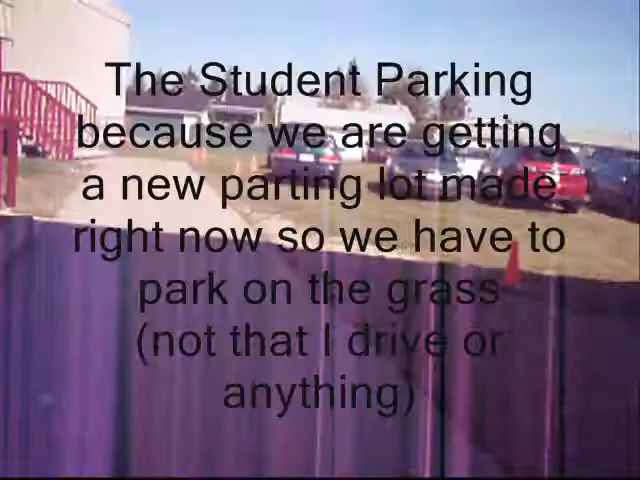 The Student Parking
because we are getting
a new parting lot made
right now so we have to
park on the grass
(not that I drive or
anything)